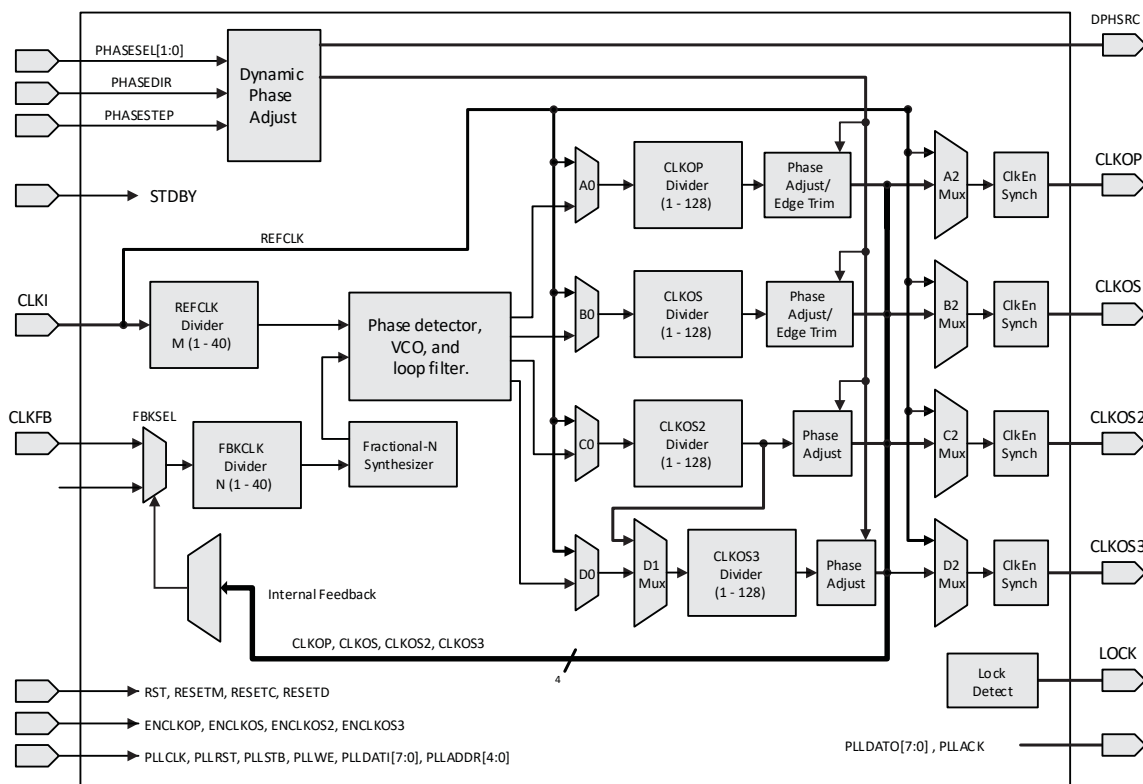 DPHSRC
PHASESEL[1:0]
PHASEDIR
PHASESTEP
Dynamic
Phase
Adjust
STDBY
REFCLK
CLKI
REFCLK
Divider
M (1 - 40)
Phase detector,
VCO, and
loop filter.
CLKFB
FBKSEL
FBKCLK
Divider
N (1 - 40)
Fractional-N
Synthesizer
A0
CLKOP
Divider
(1 - 128)
Phase
Adjust/
Edge Trim
A2
Mux
ClkEn
Synch
CLKOP
B0
CLKOS
Divider
(1 - 128)
Phase
Adjust/
Edge Trim
B2
Mux
ClkEn
Synch
CLKOS
C0
CLKOS2
Divider
(1 - 128)
Phase
Adjust
C2
Mux
ClkEn
Synch
CLKOS2
D0
D1
Mux
CLKOS3
Divider
(1 - 128)
Phase
Adjust
D2
Mux
ClkEn
Synch
CLKOS3
Internal Feedback
CLKOP, CLKOS, CLKOS2, CLKOS3
4
Lock
Detect
LOCK
RST, RESETM, RESETC, RESETD
ENCLKOP, ENCLKOS, ENCLKOS2, ENCLKOS3
PLLCLK, PLLRST, PLLSTB, PLLWE, PLLDATI[7:0], PLLADDR[4:0]
PLLDATO[7:0] , PLLACK